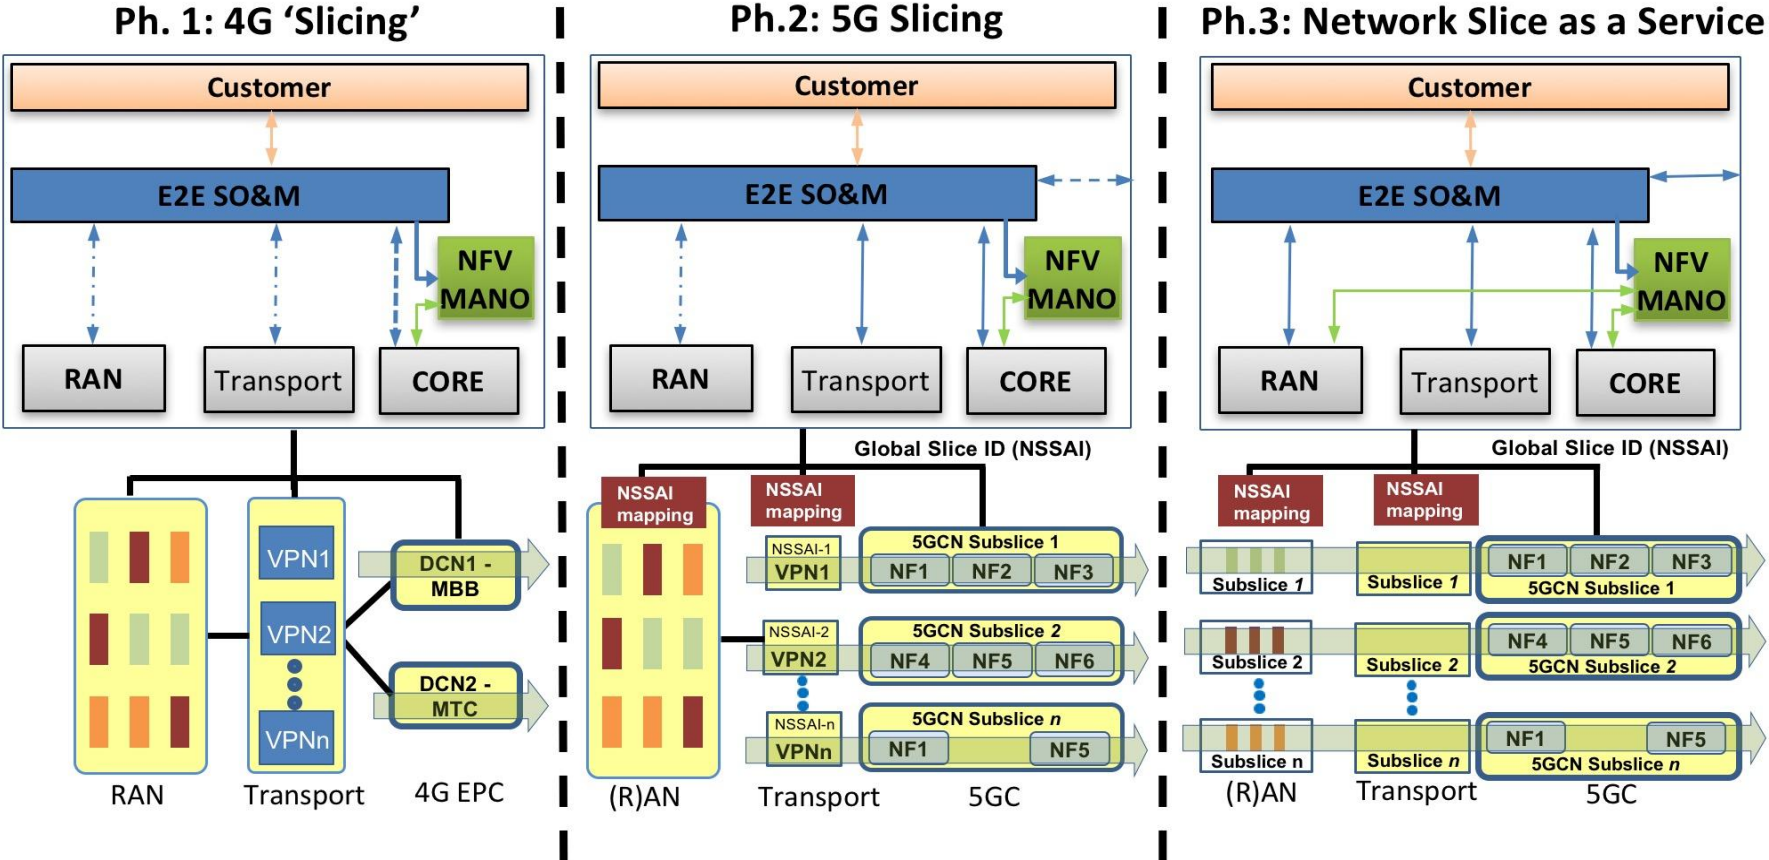 Ph. 1: 4G ‘Slicing’
Customer
E2E SO&M
NFV
MANO
RAN
Transport
CORE
VPN1
VPN2
VPNn
DCN1 -
MBB
DCN2 -
MTC
RAN
Transport
4G EPC
Ph.2: 5G Slicing
Customer
E2E SO&M
NFV
MANO
RAN
Transport
CORE
Global Slice ID (NSSAI)
NSSAI
mapping
NSSAI
mapping
NSSAI-1
VPN1
5GCN Subslice 1
NF1
NF2
NF3
NSSAI-2
VPN2
5GCN Subslice 2
NF4
NF5
NF6
NSSAI-n
VPNn
5GCN Subslice n
NF1
NF5
(R)AN
Transport
5GC
Ph.3: Network Slice as a Service
Customer
E2E SO&M
NFV
MANO
RAN
Transport
CORE
Global Slice ID (NSSAI)
NSSAI
mapping
NSSAI
mapping
Subslice 1
Subslice 1
NF1
NF2
NF3
5GCN Subslice 1
Subslice 2
Subslice 2
NF4
NF5
NF6
5GCN Subslice 2
Subslice n
Subslice n
NF1
NF5
5GCN Subslice n
(R)AN
Transport
5GC